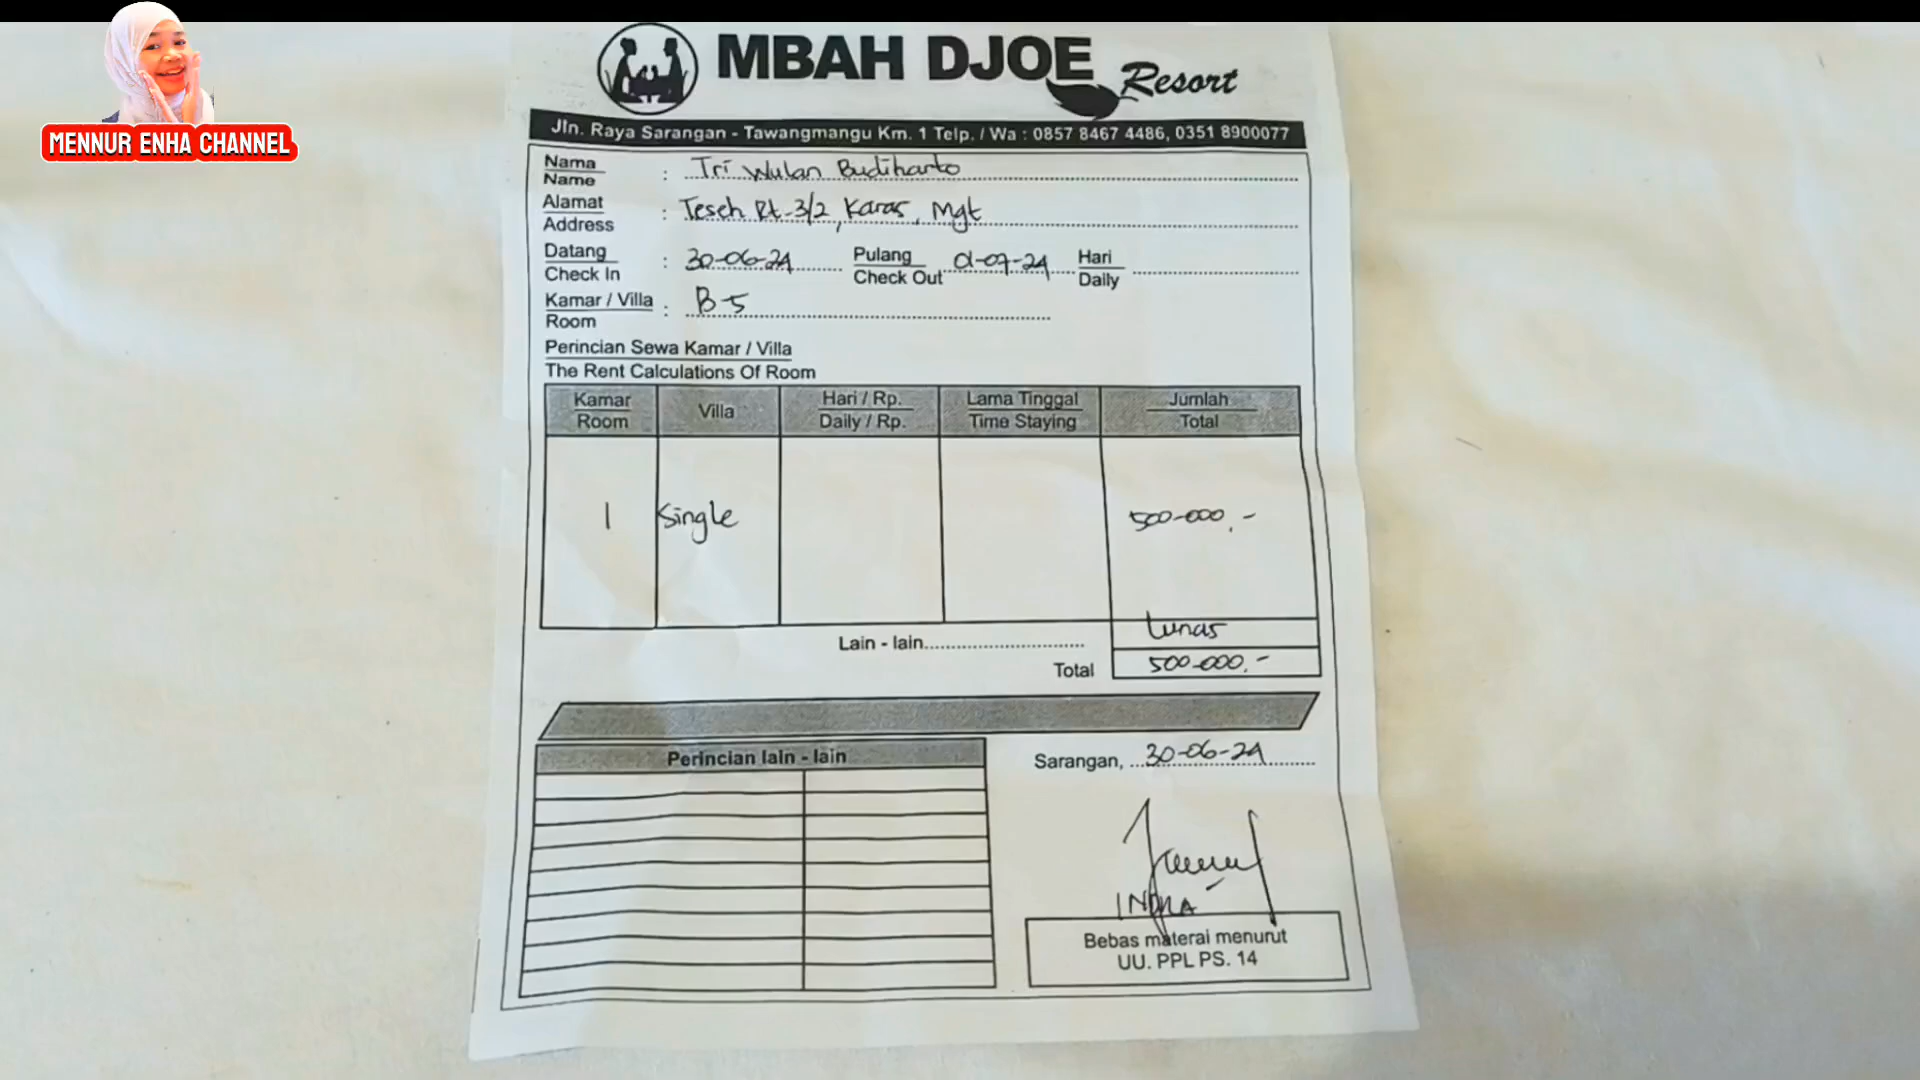 MENNUR ENHA CHANNEL
MBAH DJOE Resort
Jln. Raya Sarangan - Tawangmangu Km. 1 Telp. / Wa : 0857 8467 4486, 0351 8900077
Nama : Tri Wulan Budiharto
Name
Alamat : Teseh Rt-3/2, Karas, Mgt
Address
Datang : 30-06-24 Pulang 01-07-24 Hari
Check In Check Out Daily
Kamar / Villa : B-5
Room
Perincian Sewa Kamar / Villa
The Rent Calculations Of Room
Kamar Villa Hari / Rp. Lama Tinggal Jumlah
Room Daily / Rp. Time Staying Total
1 Single 500-000,-
Lunas
Lain - lain
Total 500-000,-
Perincian lain - lain
Sarangan, 30-06-24
INDRA
Bebas materai menurut
UU. PPL PS. 14